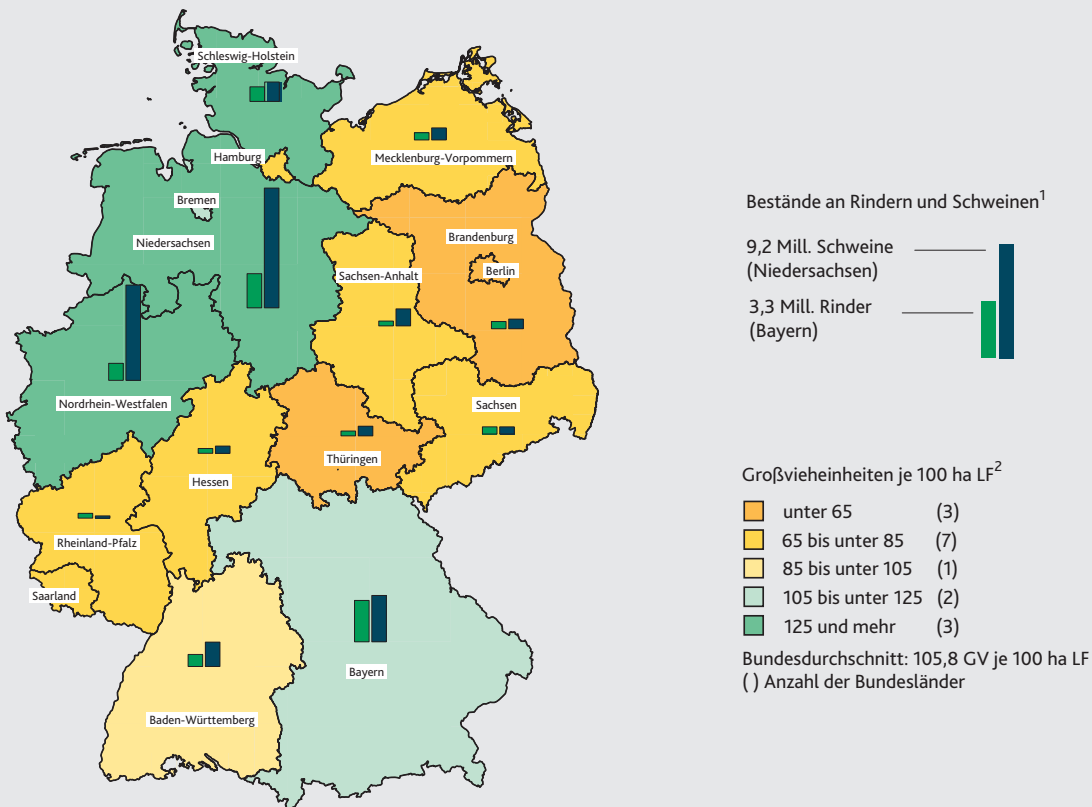 Schleswig-Holstein
Hamburg
Mecklenburg-Vorpommern
Bremen
Niedersachsen
Brandenburg
Berlin
Sachsen-Anhalt
Nordrhein-Westfalen
Sachsen
Thüringen
Hessen
Rheinland-Pfalz
Saarland
Bayern
Baden-Württemberg
Bestände an Rindern und Schweinen¹
9,2 Mill. Schweine
(Niedersachsen)
3,3 Mill. Rinder
(Bayern)
Großvieheinheiten je 100 ha LF²
unter 65 (3)
65 bis unter 85 (7)
85 bis unter 105 (1)
105 bis unter 125 (2)
125 und mehr (3)
Bundesdurchschnitt: 105,8 GV je 100 ha LF
( ) Anzahl der Bundesländer